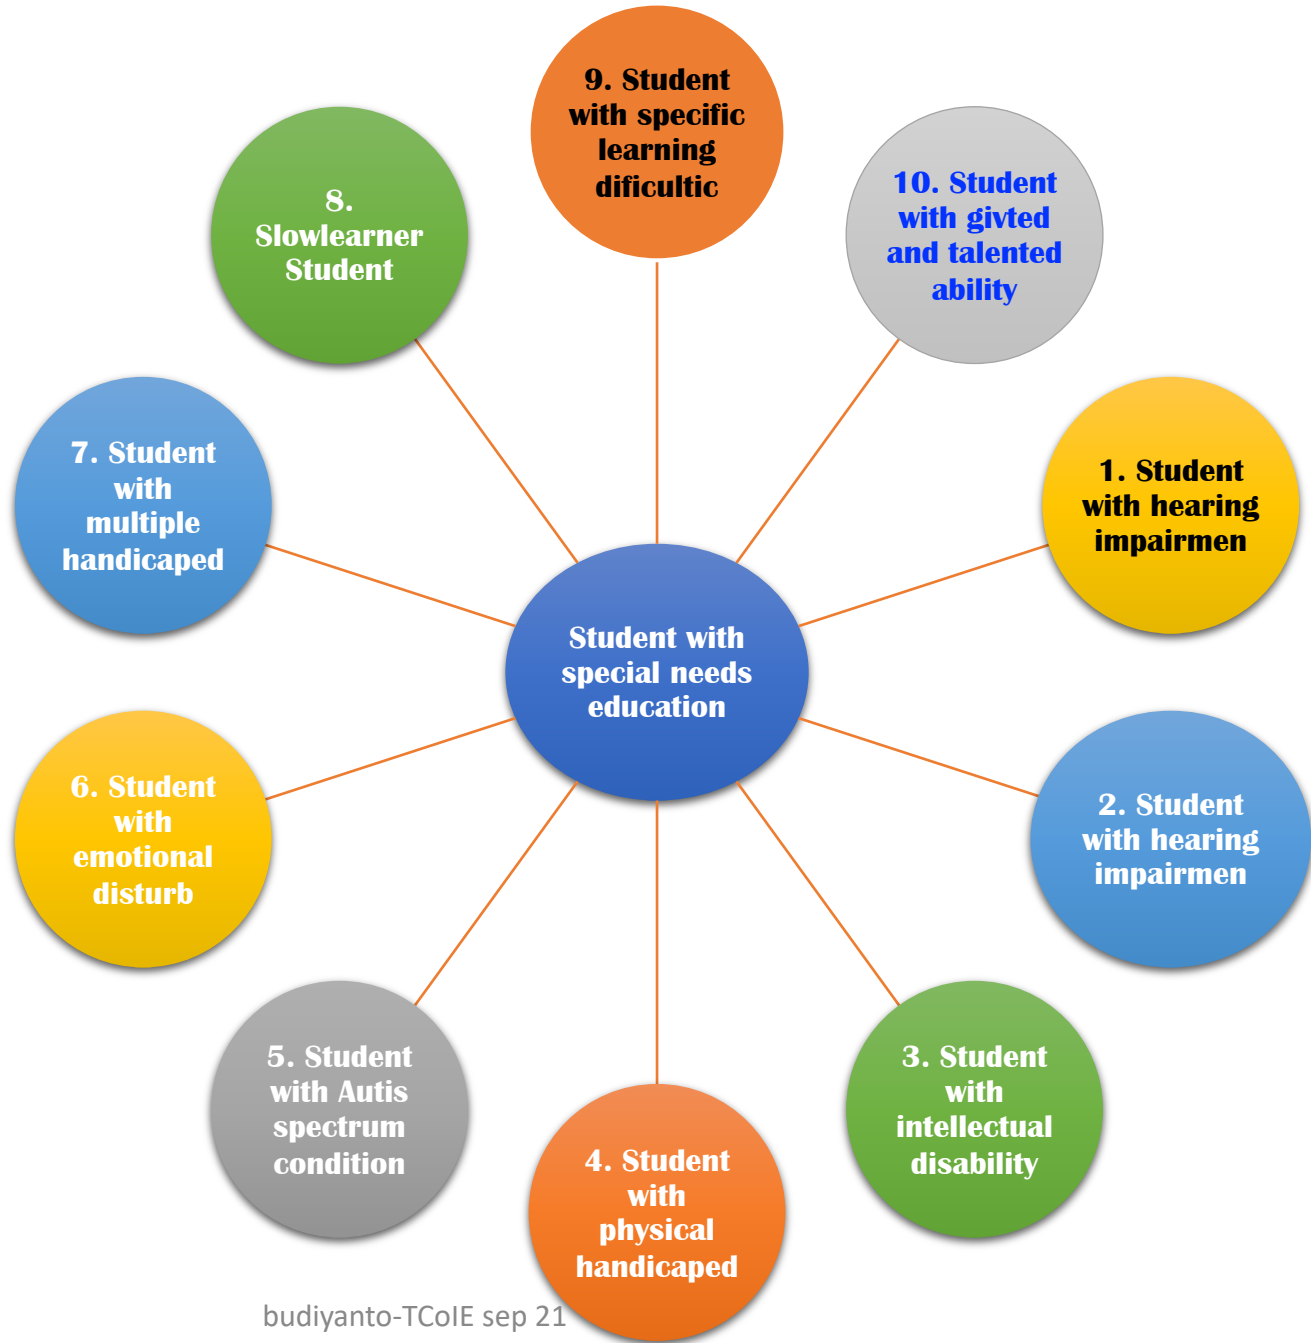 9. Student
with specific
learning
dificultic
10. Student
with givted
and talented
ability
8.
Slowlearner
Student
7. Student
with
multiple
handicaped
1. Student
with hearing
impairmen
Student with
special needs
education
6. Student
with
emotional
disturb
2. Student
with hearing
impairmen
5. Student
with Autis
spectrum
condition
3. Student
with
intellectual
disability
4. Student
with
physical
handicaped
budiyanto-TCoIE sep 21